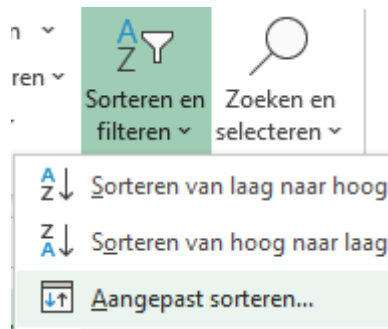 n
ren
Sorteren en
filteren
Zoeken en
selecteren
Sorteren van laag naar hoog
Sorteren van hoog naar laag
Aangepast sorteren...